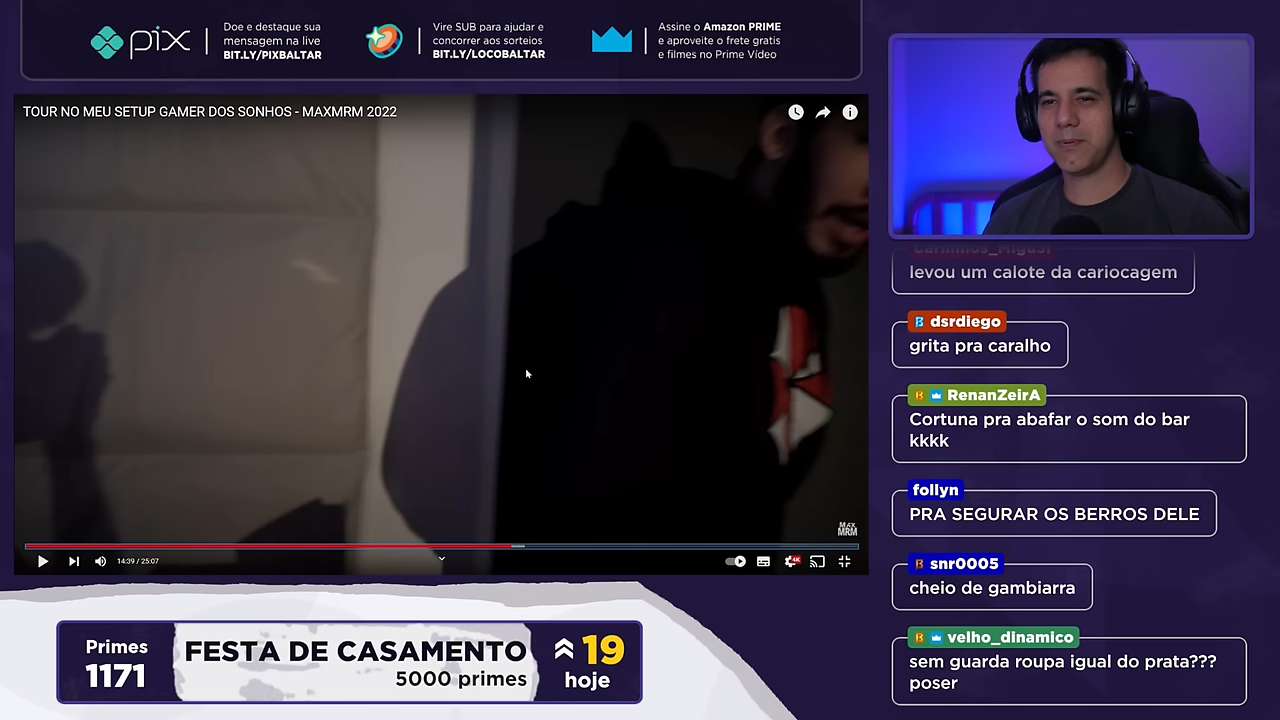 pix
Doe e destaque sua
mensagem na live
BIT.LY/PIXBALTAR
Vire SUB para ajudar e
concorrer aos sorteios
BIT.LY/LOCOBALTAR
Assine o Amazon PRIME
e aproveite o frete gratis
e filmes no Prime Vídeo
TOUR NO MEU SETUP GAMER DOS SONHOS - MAXMRM 2022
MAX
MRM
14:39 / 25:07
4K
levou um calote da cariocagem
dsrdiego
grita pra caralho
RenanZeirA
Cortuna pra abafar o som do bar
kkkk
follyn
PRA SEGURAR OS BERROS DELE
snr0005
cheio de gambiarra
velho_dinamico
sem guarda roupa igual do prata???
poser
Primes
1171
FESTA DE CASAMENTO
5000 primes
19
hoje